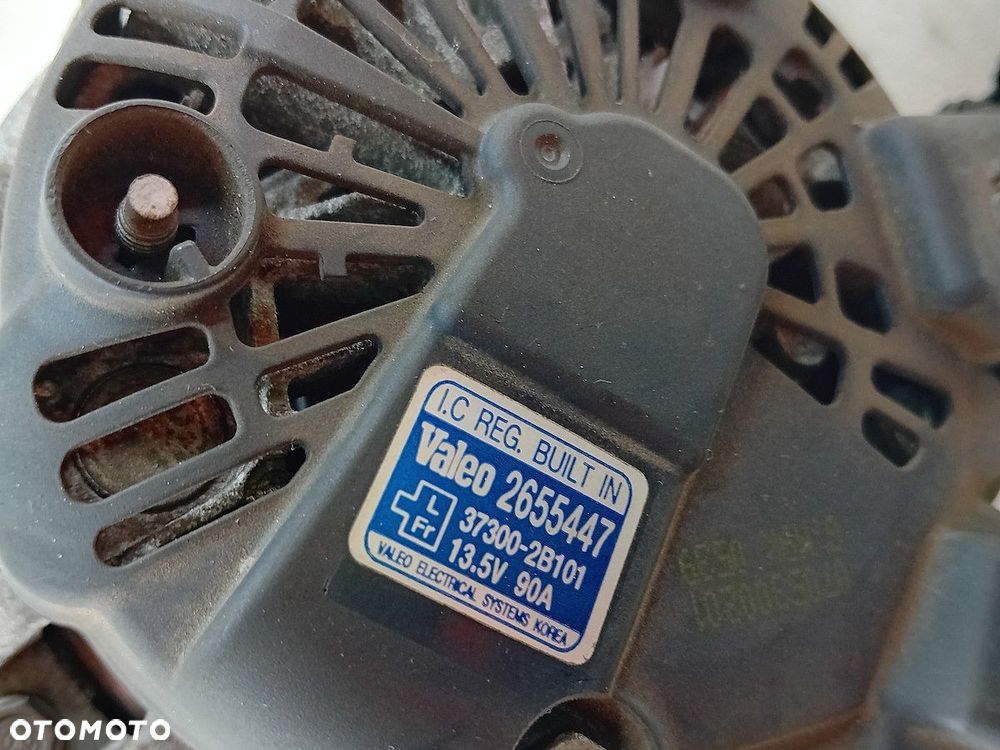 I.C REG. BUILT IN
Valeo 2655447
L
Fr
37300-2B101
13.5V 90A
VALEO ELECTRICAL SYSTEMS KOREA
OTOMOTO